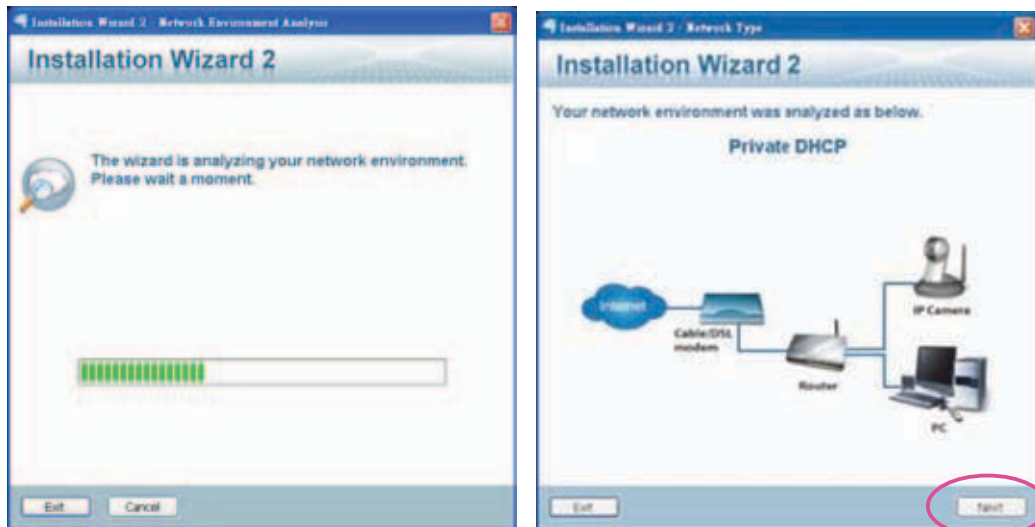 Installation Wizard 2 - Network Environment Analysis
Installation Wizard 2
The wizard is analyzing your network environment.
Please wait a moment.
Exit
Cancel
Installation Wizard 2 - Network Type
Installation Wizard 2
Your network environment was analyzed as below.
Private DHCP
Internet
Cable/DSL
modem
Router
IP Camera
PC
Exit
Next